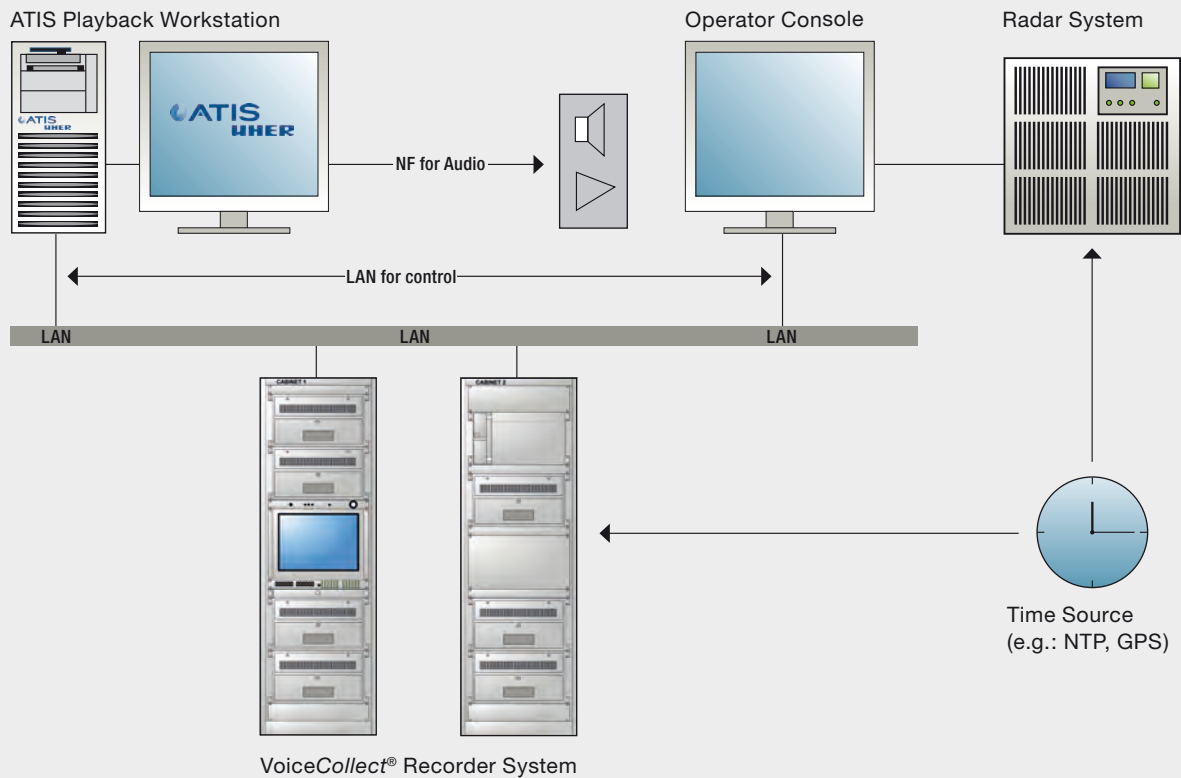 ATIS Playback Workstation
Operator Console
Radar System
ATIS
UHER
ATIS
UHER
NF for Audio
LAN for control
LAN
LAN
LAN
CABINET 1
CABINET 2
Time Source
(e.g.: NTP, GPS)
VoiceCollect® Recorder System